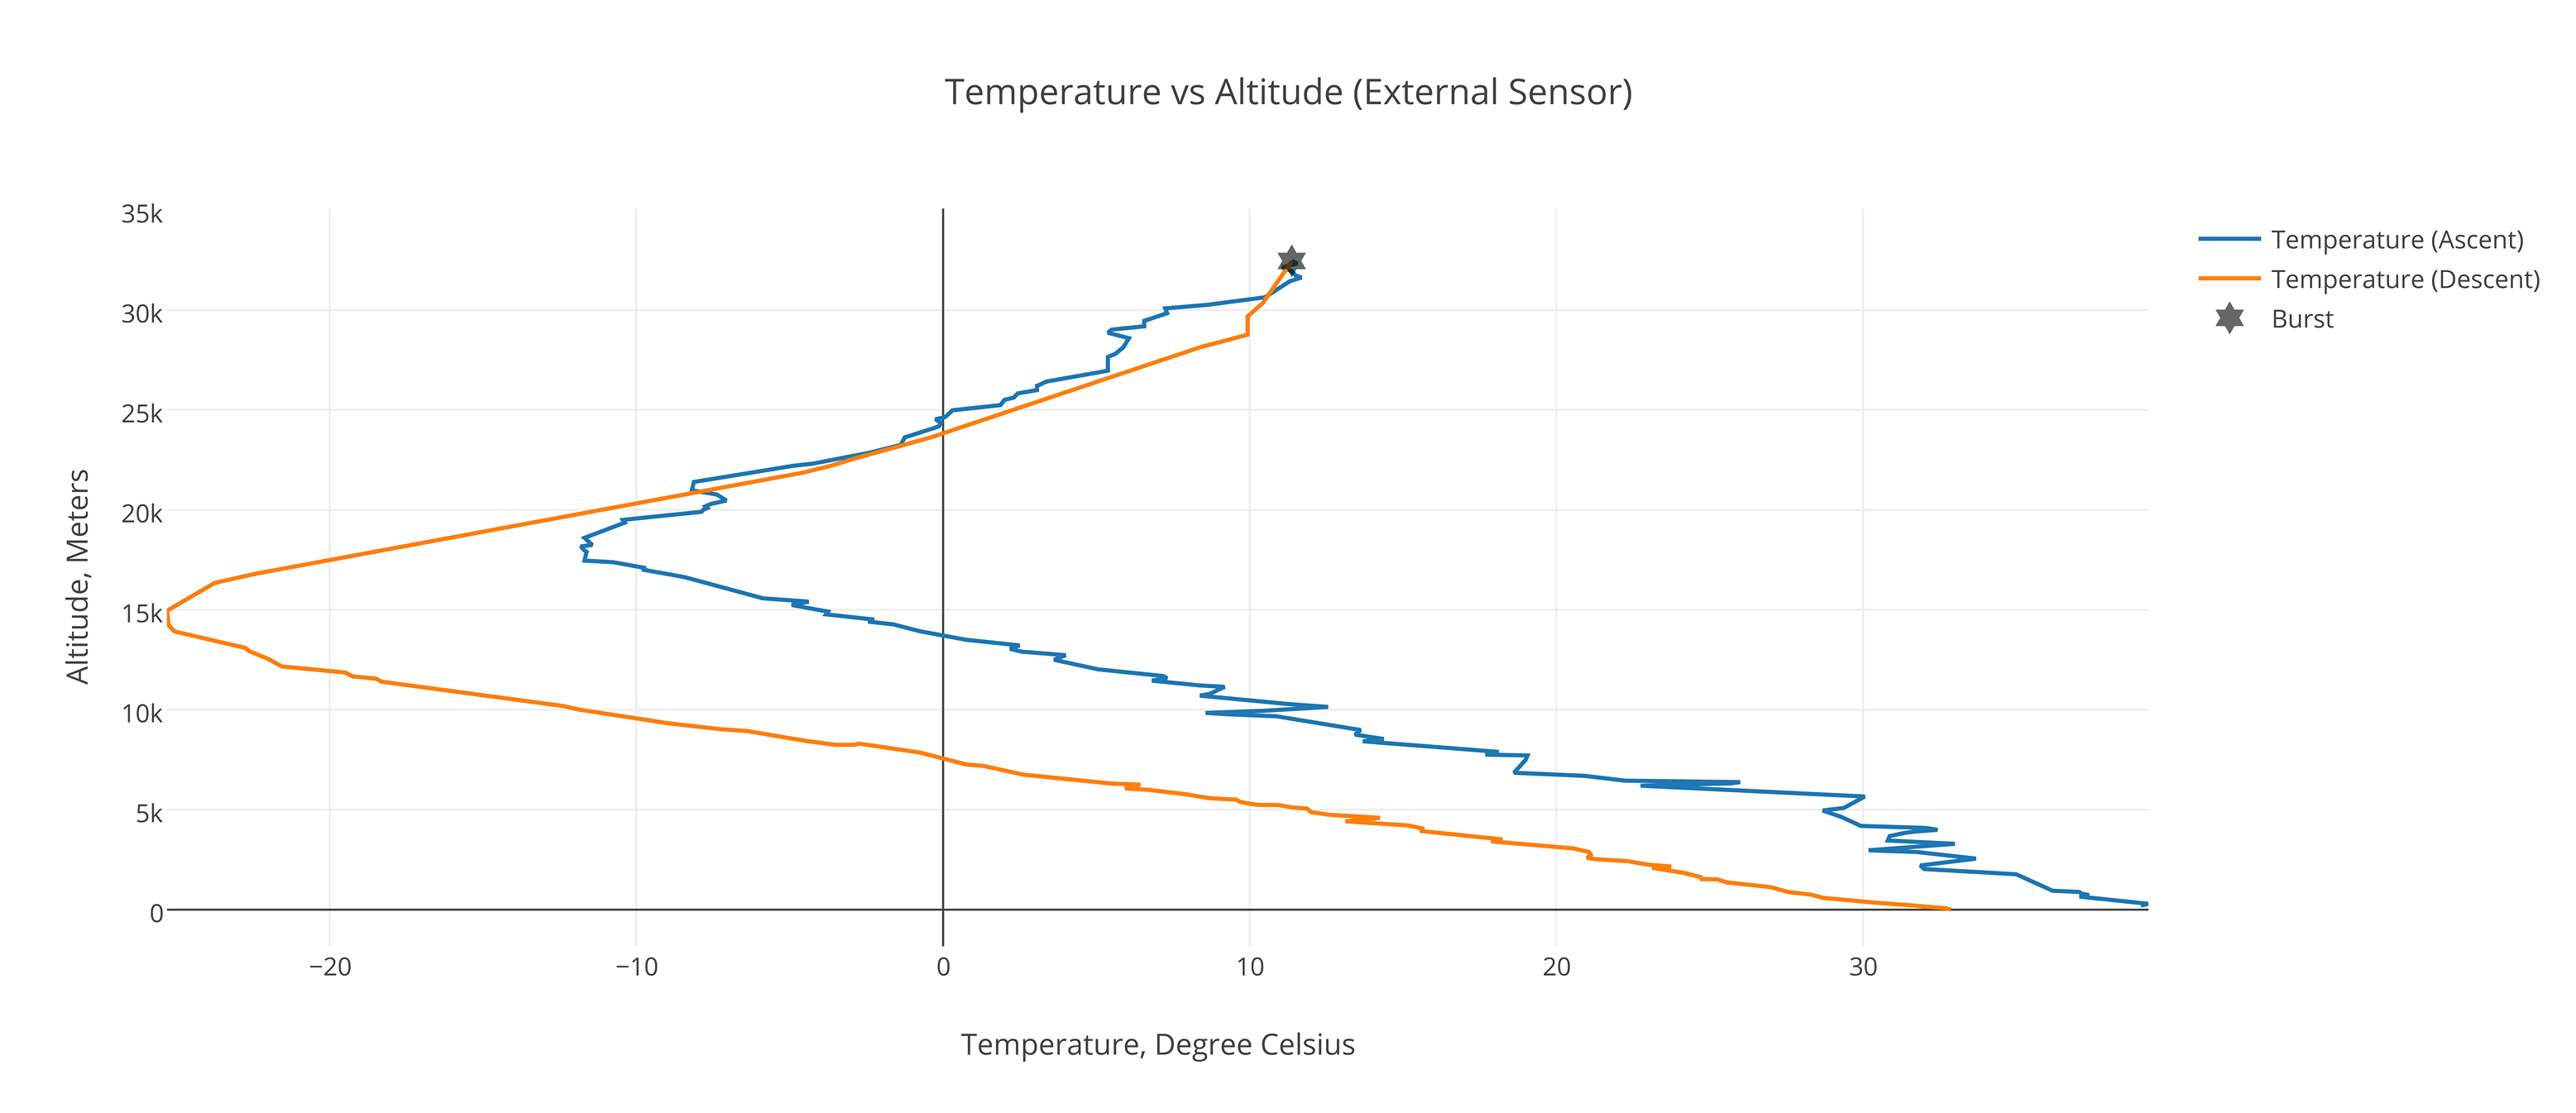 Temperature vs Altitude (External Sensor)
35k
30k
25k
20k
15k
10k
5k
0
Altitude, Meters
−20
−10
0
10
20
30
Temperature, Degree Celsius
Temperature (Ascent)
Temperature (Descent)
Burst